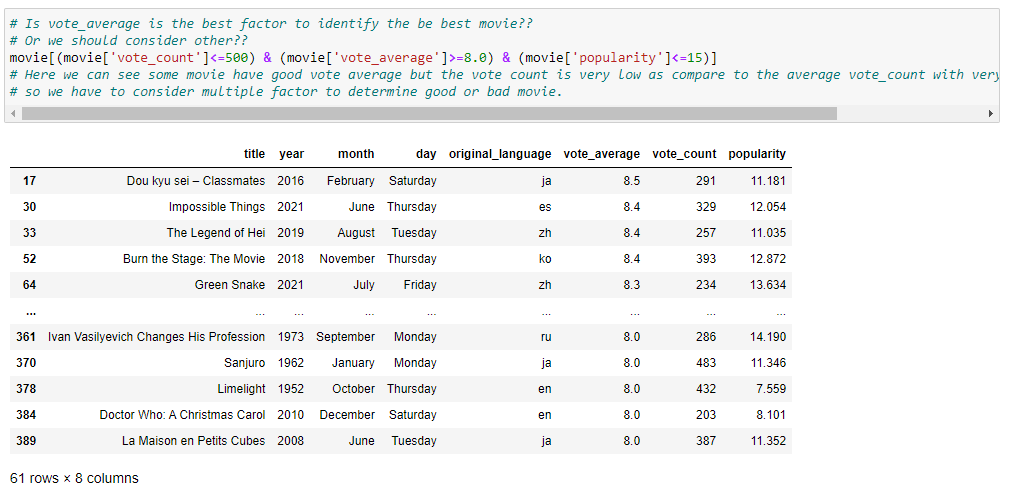 # Is vote_average is the best factor to identify the be best movie??
# Or we should consider other??
movie[(movie['vote_count']<=500) & (movie['vote_average']>=8.0) & (movie['popularity']<=15)]
# Here we can see some movie have good vote average but the vote count is very low as compare to the average vote_count with very
# so we have to consider multiple factor to determine good or bad movie.
title year month day original_language vote_average vote_count popularity
17 Dou kyu sei – Classmates 2016 February Saturday ja 8.5 291 11.181
30 Impossible Things 2021 June Thursday es 8.4 329 12.054
33 The Legend of Hei 2019 August Tuesday zh 8.4 257 11.035
52 Burn the Stage: The Movie 2018 November Thursday ko 8.4 393 12.872
64 Green Snake 2021 July Friday zh 8.3 234 13.634
... ... ... ... ... ... ... ... ...
361 Ivan Vasilyevich Changes His Profession 1973 September Monday ru 8.0 286 14.190
370 Sanjuro 1962 January Monday ja 8.0 483 11.346
378 Limelight 1952 October Thursday en 8.0 432 7.559
384 Doctor Who: A Christmas Carol 2010 December Saturday en 8.0 203 8.101
389 La Maison en Petits Cubes 2008 June Tuesday ja 8.0 387 11.352
61 rows × 8 columns